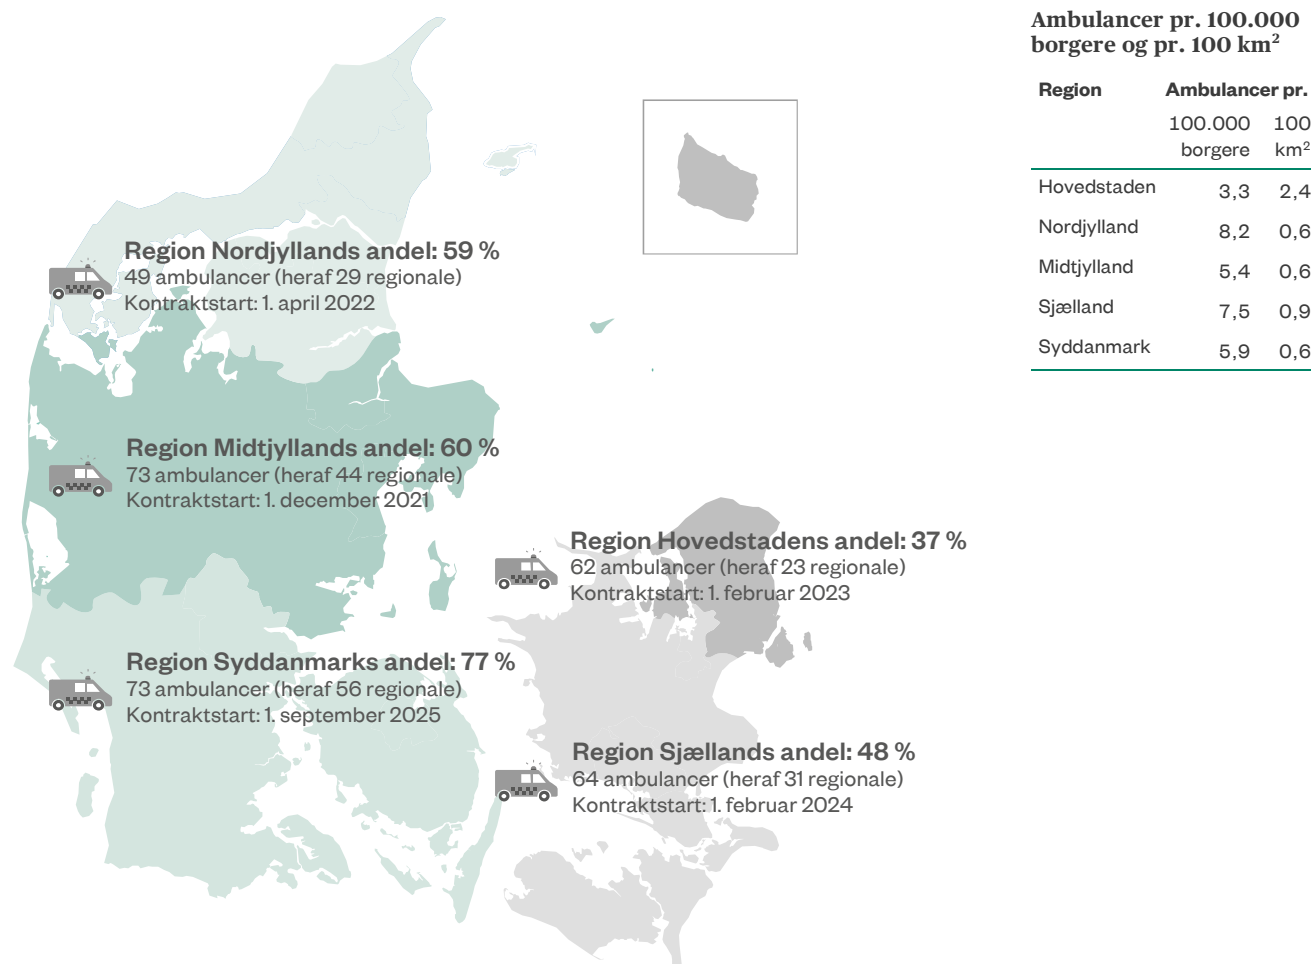 Ambulancer pr. 100.000
borgere og pr. 100 km²
Region Ambulancer pr.
100.000 100
borgere km²
Hovedstaden 3,3 2,4
Nordjylland 8,2 0,6
Midtjylland 5,4 0,6
Sjælland 7,5 0,9
Syddanmark 5,9 0,6
Region Nordjyllands andel: 59 %
49 ambulancer (heraf 29 regionale)
Kontraktstart: 1. april 2022
Region Midtjyllands andel: 60 %
73 ambulancer (heraf 44 regionale)
Kontraktstart: 1. december 2021
Region Hovedstadens andel: 37 %
62 ambulancer (heraf 23 regionale)
Kontraktstart: 1. februar 2023
Region Syddanmarks andel: 77 %
73 ambulancer (heraf 56 regionale)
Kontraktstart: 1. september 2025
Region Sjællands andel: 48 %
64 ambulancer (heraf 31 regionale)
Kontraktstart: 1. februar 2024